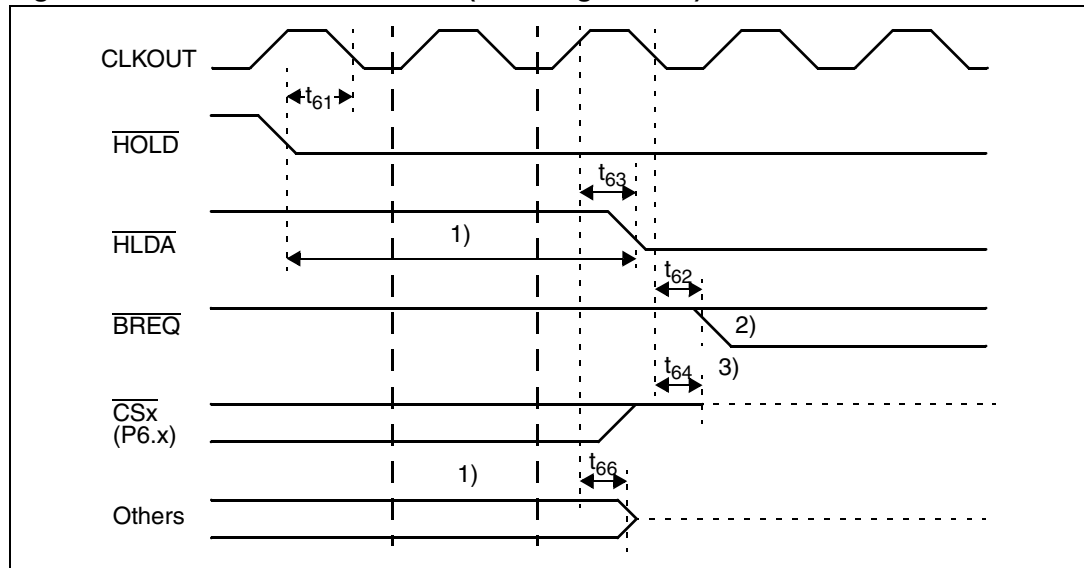 CLKOUT
t61
HOLD
t63
HLDA
1)
t62
BREQ
2)
3)
t64
CSx
(P6.x)
1)
t66
Others